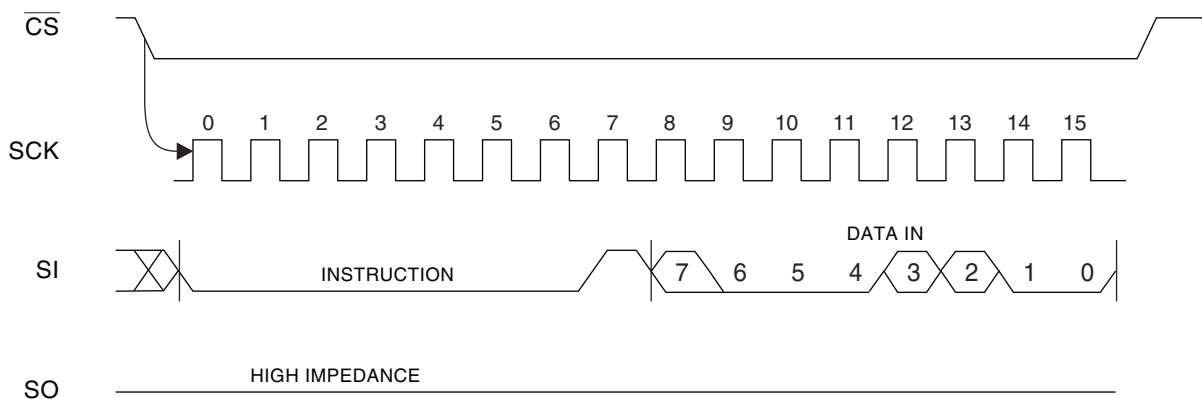 CS
0 1 2 3 4 5 6 7 8 9 10 11 12 13 14 15
SCK
DATA IN
SI
INSTRUCTION
7 6 5 4 3 2 1 0
HIGH IMPEDANCE
SO